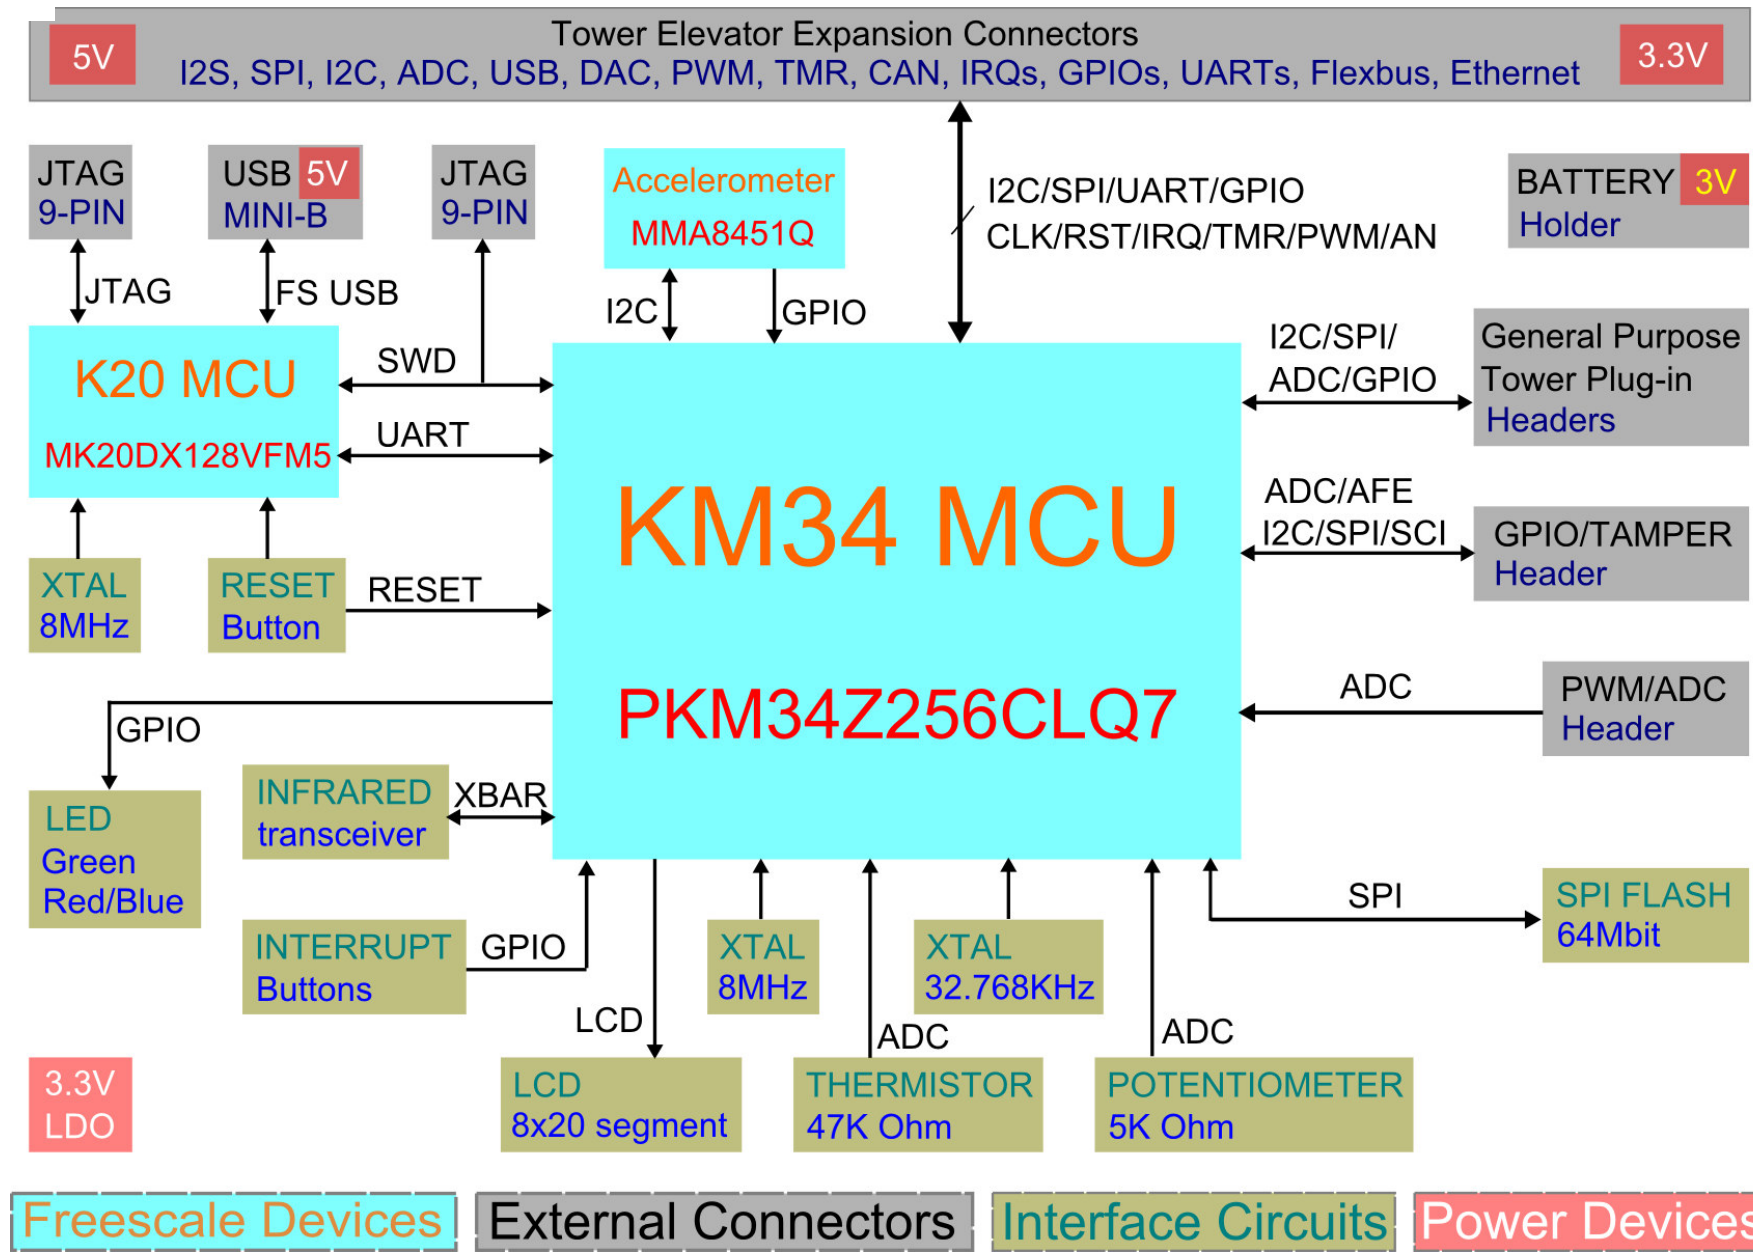 Tower Elevator Expansion Connectors
5V
3.3V
I2S, SPI, I2C, ADC, USB, DAC, PWM, TMR, CAN, IRQs, GPIOs, UARTs, Flexbus, Ethernet
JTAG
9-PIN
USB 5V
MINI-B
JTAG
9-PIN
Accelerometer
MMA8451Q
I2C/SPI/UART/GPIO
CLK/RST/IRQ/TMR/PWM/AN
BATTERY 3V
Holder
JTAG
FS USB
I2C
GPIO
K20 MCU
MK20DX128VFM5
SWD
UART
I2C/SPI/
ADC/GPIO
General Purpose
Tower Plug-in
Headers
KM34 MCU
PKM34Z256CLQ7
ADC/AFE
I2C/SPI/SCI
GPIO/TAMPER
Header
XTAL
8MHz
RESET
Button
RESET
ADC
PWM/ADC
Header
GPIO
LED
Green
Red/Blue
INFRARED
transceiver
XBAR
INTERRUPT
Buttons
GPIO
LCD
XTAL
8MHz
XTAL
32.768KHz
SPI
SPI FLASH
64Mbit
ADC
ADC
3.3V
LDO
LCD
8x20 segment
THERMISTOR
47K Ohm
POTENTIOMETER
5K Ohm
Freescale Devices
External Connectors
Interface Circuits
Power Devices